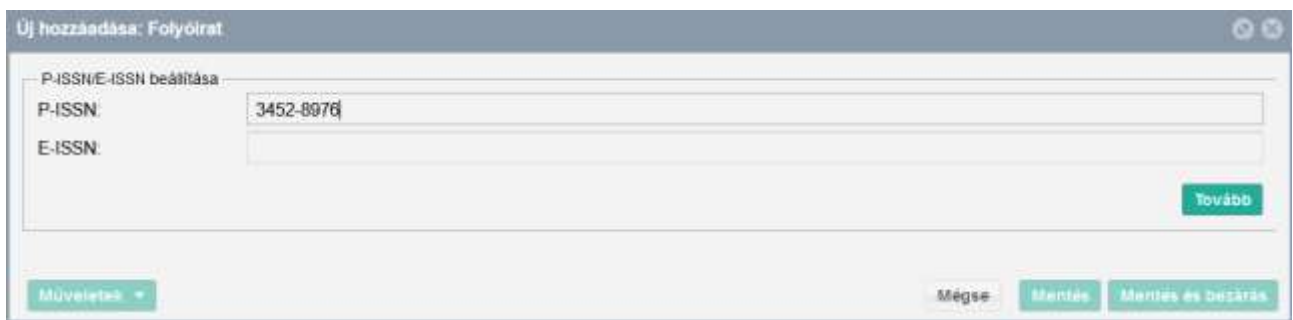 Új hozzáadása: Folyóirat
P-ISSN/E-ISSN beállítása
P-ISSN: 3452-8976
E-ISSN:
Tovább
Műveletek Mégse Mentés Mentés és bezárás